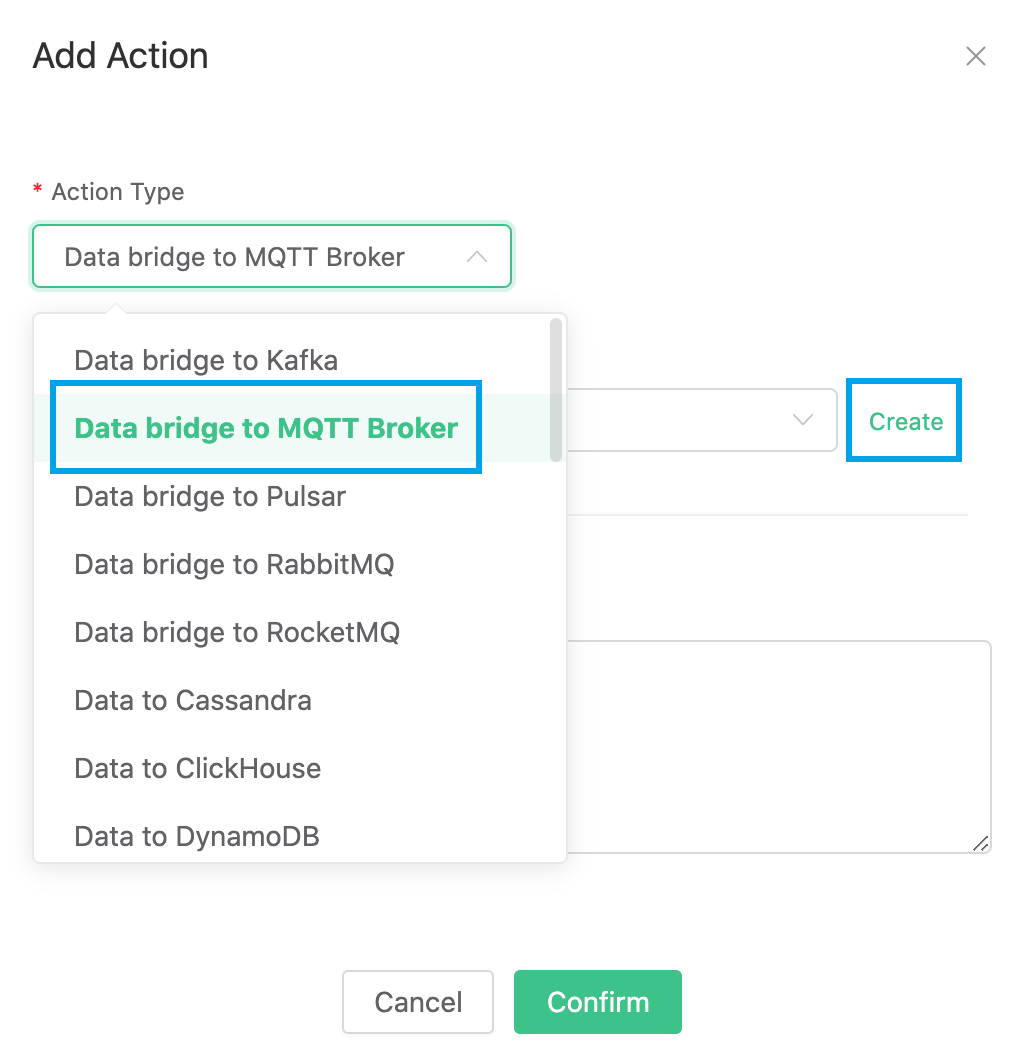 Add Action
* Action Type
Data bridge to MQTT Broker
Data bridge to Kafka
Data bridge to MQTT Broker
Create
Data bridge to Pulsar
Data bridge to RabbitMQ
Data bridge to RocketMQ
Data to Cassandra
Data to ClickHouse
Data to DynamoDB
Cancel
Confirm